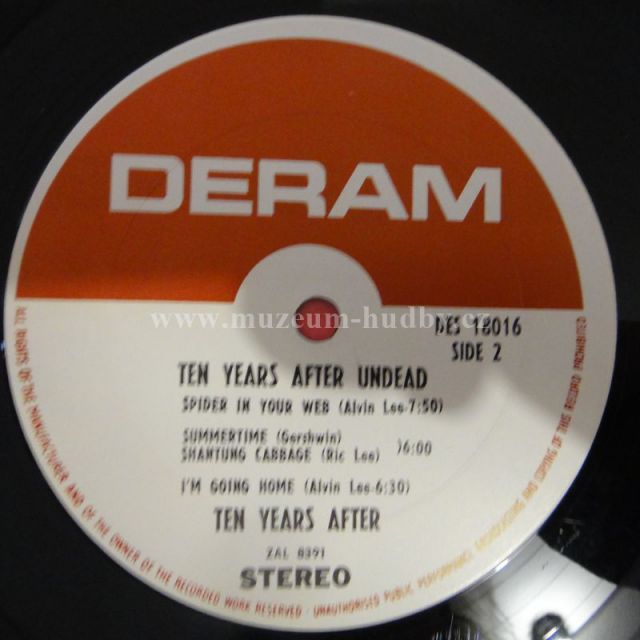 DERAM
www.muzeum-hudby.cz
DES 18016
SIDE 2
TEN YEARS AFTER UNDEAD
SPIDER IN YOUR WEB (Alvin Lee-7:50)
SUMMERTIME (Gershwin)
SHANTUNG CABBAGE (Ric Lee) )6:00
I'M GOING HOME (Alvin Lee-6:30)
TEN YEARS AFTER
ZAL 8391
STEREO
ALL RIGHTS OF THE MANUFACTURER AND OF THE OWNER OF THE RECORDED WORK RESERVED · UNAUTHORISED PUBLIC PERFORMANCE BROADCASTING AND COPYING OF THIS RECORD PROHIBITED